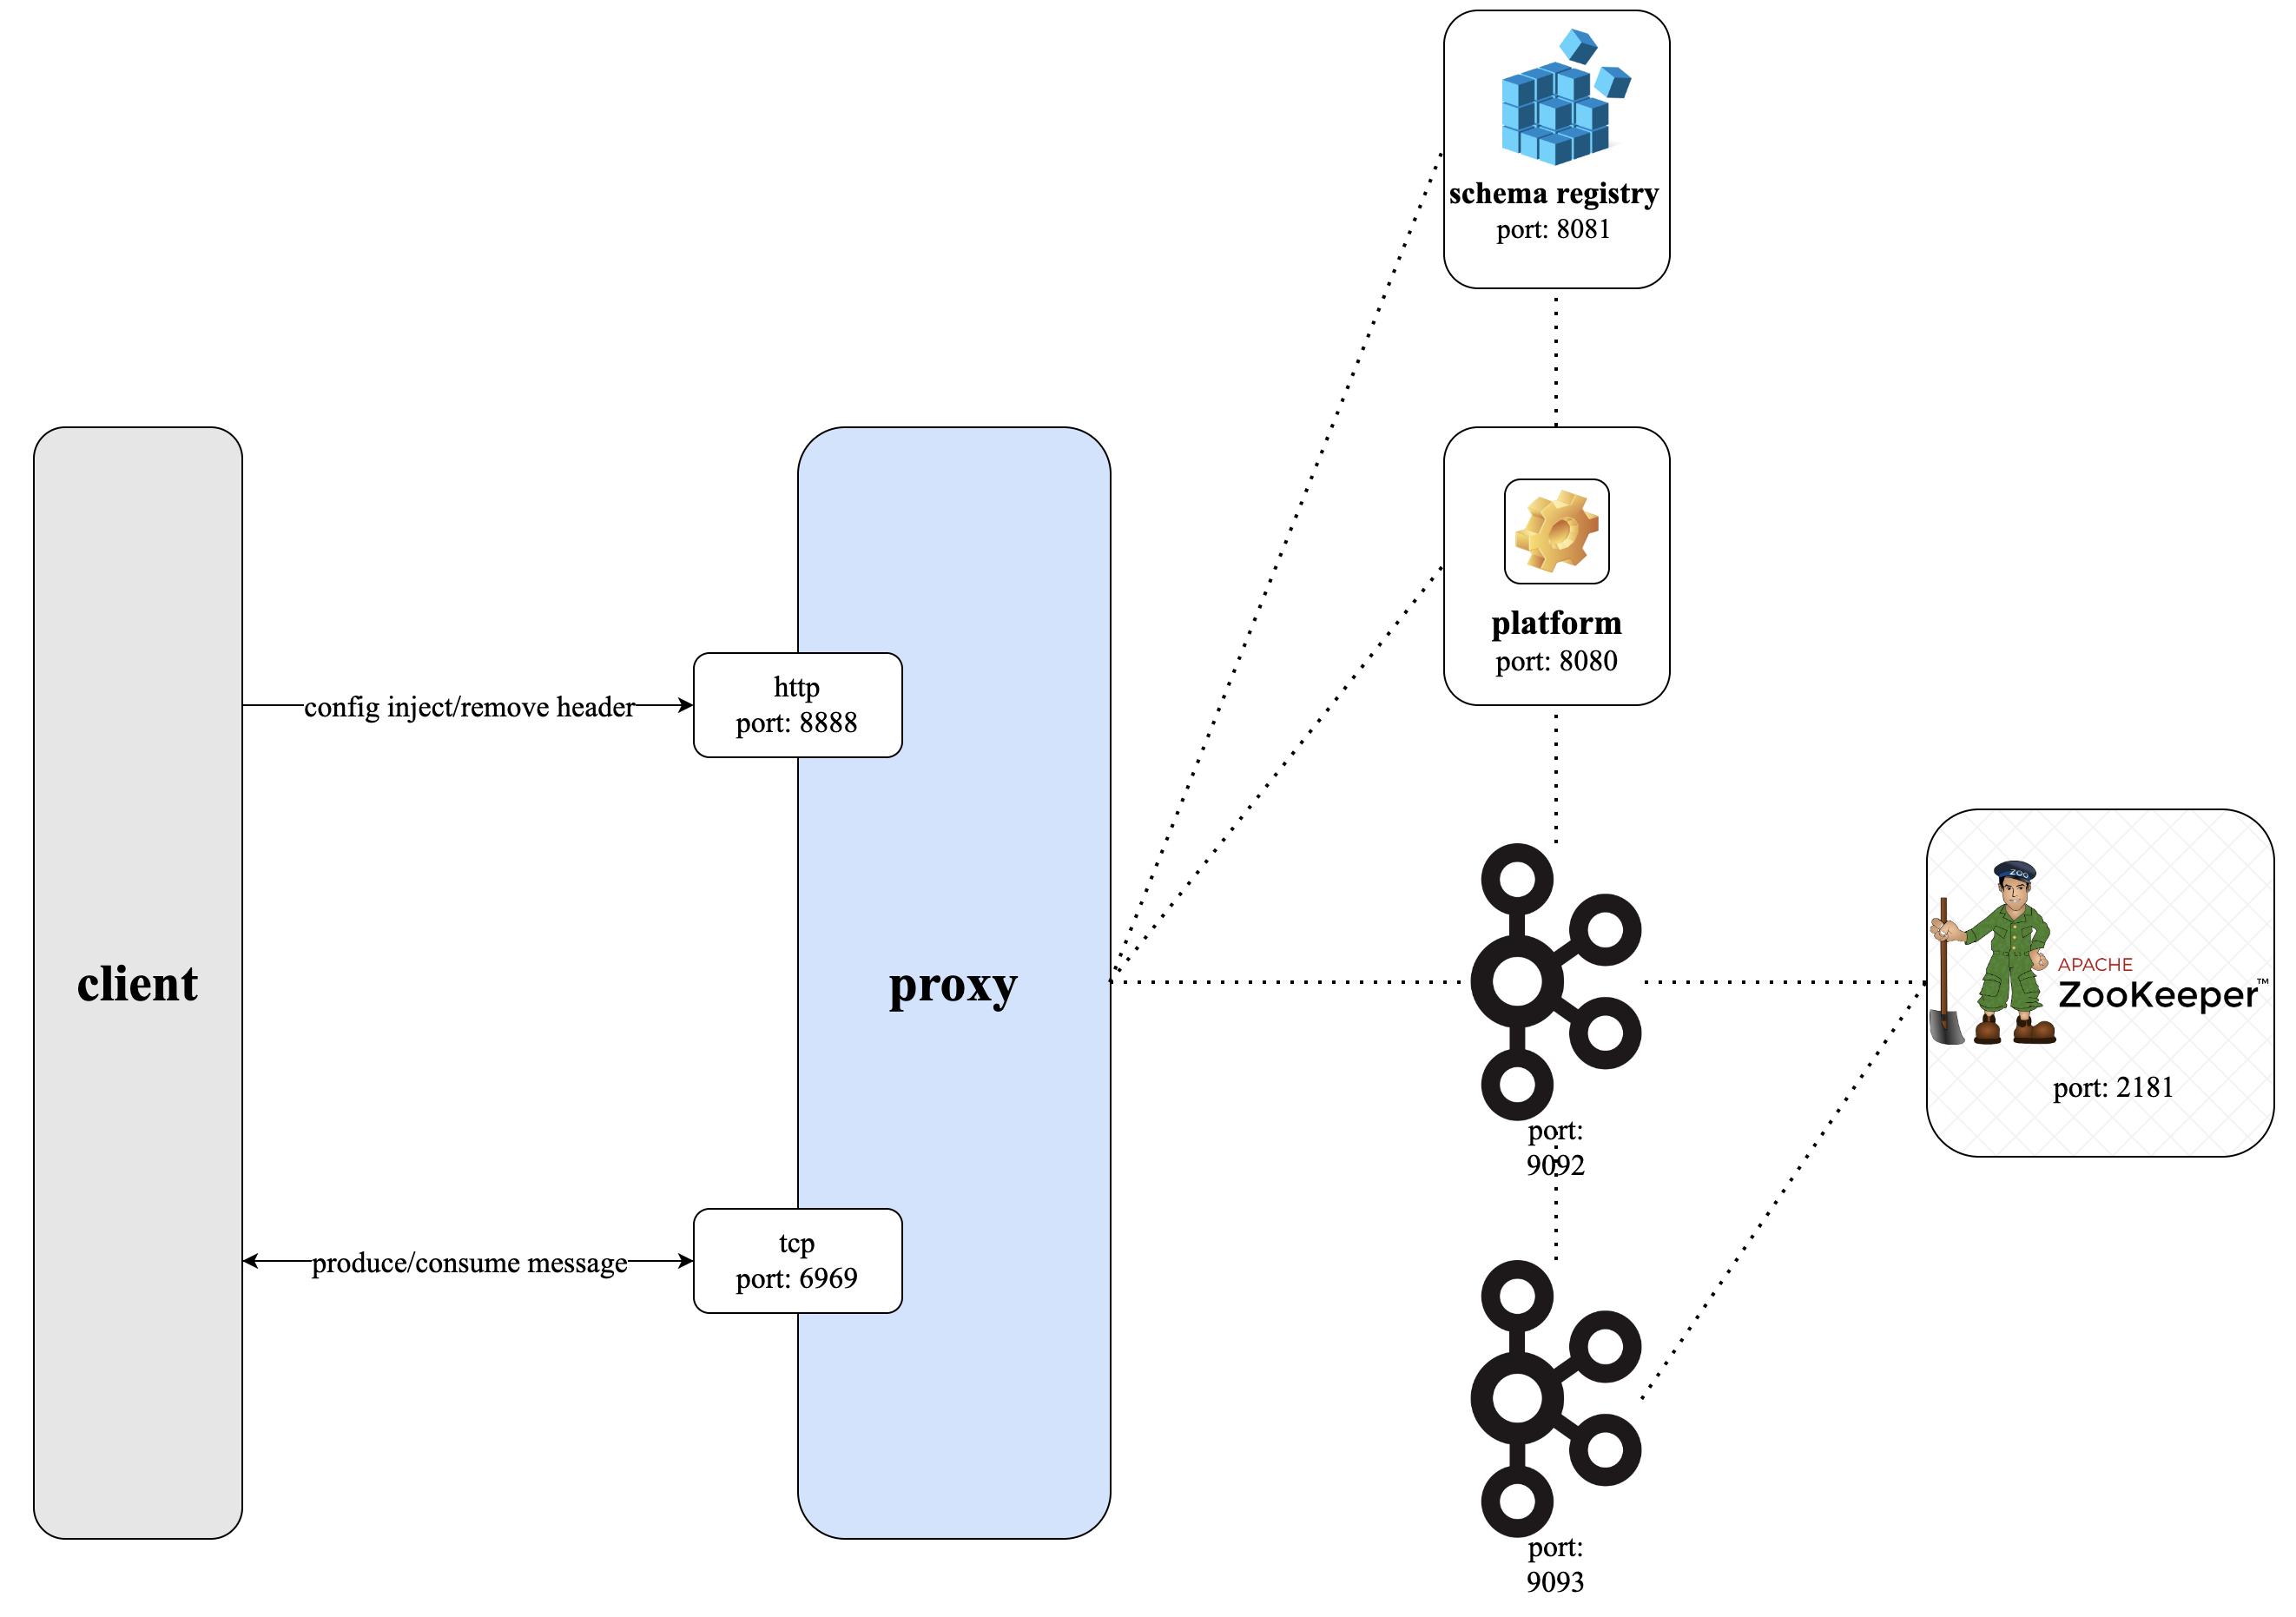 schema registry
port: 8081
platform
port: 8080
client
config inject/remove header
http
port: 8888
proxy
produce/consume message
tcp
port: 6969
port:
9092
port:
9093
ZOO
APACHE
ZooKeeper™
port: 2181